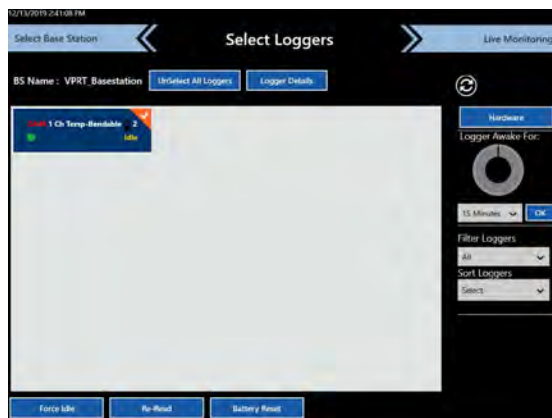 12/13/2019 2:41:08 PM
Select Base Station
Select Loggers
Live Monitoring
BS Name : VPRT_Basestation
UnSelect All Loggers
Logger Details
1 Ch Temp-Bendable 2
Idle
Hardware
Logger Awake For:
15 Minutes
OK
Filter Loggers
All
Sort Loggers
Select
Force Idle
Re-Read
Battery Reset